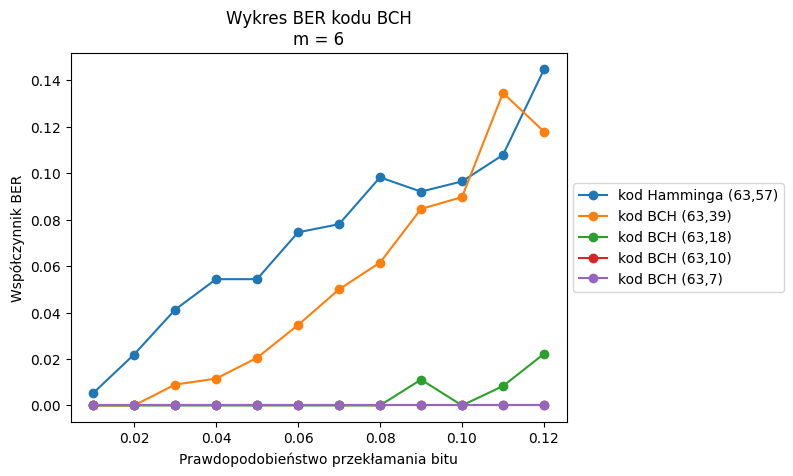 Wykres BER kodu BCH
m = 6
Współczynnik BER
0.14
0.12
0.10
0.08
0.06
0.04
0.02
0.00
0.02
0.04
0.06
0.08
0.10
0.12
Prawdopodobieństwo przekłamania bitu
kod Hamminga (63,57)
kod BCH (63,39)
kod BCH (63,18)
kod BCH (63,10)
kod BCH (63,7)